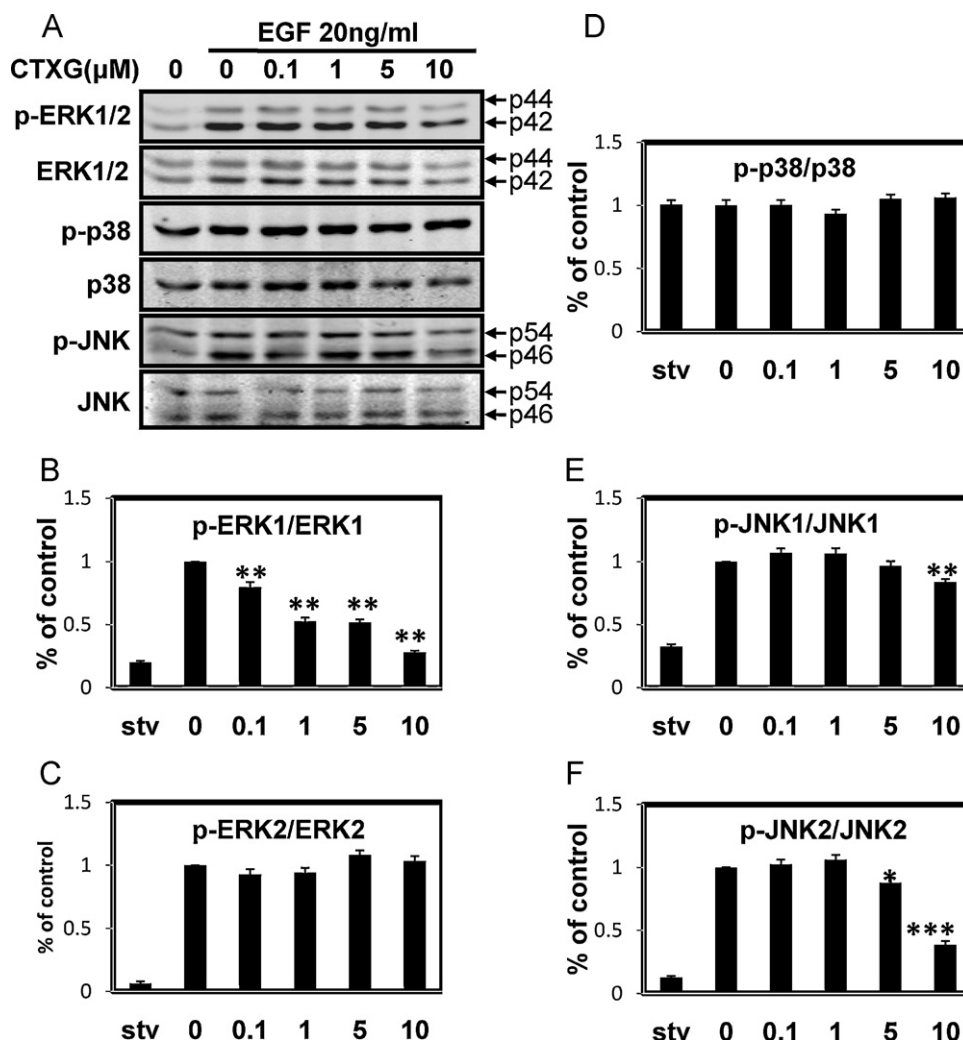 A
EGF 20ng/ml
CTXG(µM) 0 0 0.1 1 5 10
p-ERK1/2
p44
p42
ERK1/2
p44
p42
p-p38
p38
p-JNK
p54
p46
JNK
p54
p46
B
1.5
1
0.5
0
% of control
p-ERK1/ERK1
** ** ** **
stv 0 0.1 1 5 10
C
1.5
1
0.5
0
% of control
p-ERK2/ERK2
stv 0 0.1 1 5 10
D
1.5
1
0.5
0
% of control
p-p38/p38
stv 0 0.1 1 5 10
E
1.5
1
0.5
0
% of control
p-JNK1/JNK1
**
stv 0 0.1 1 5 10
F
1.5
1
0.5
0
% of control
p-JNK2/JNK2
* ***
stv 0 0.1 1 5 10